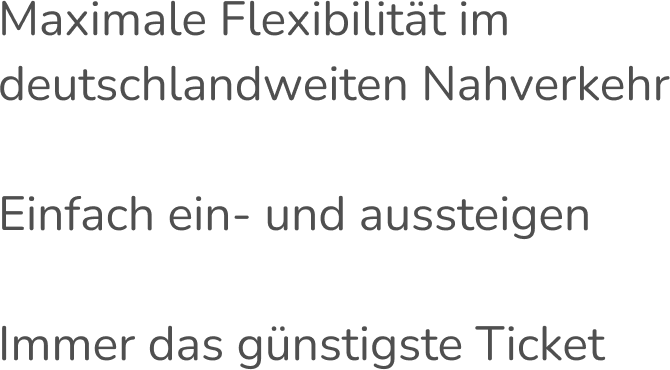 Maximale Flexibilität im
deutschlandweiten Nahverkehr
Einfach ein- und aussteigen
Immer das günstigste Ticket